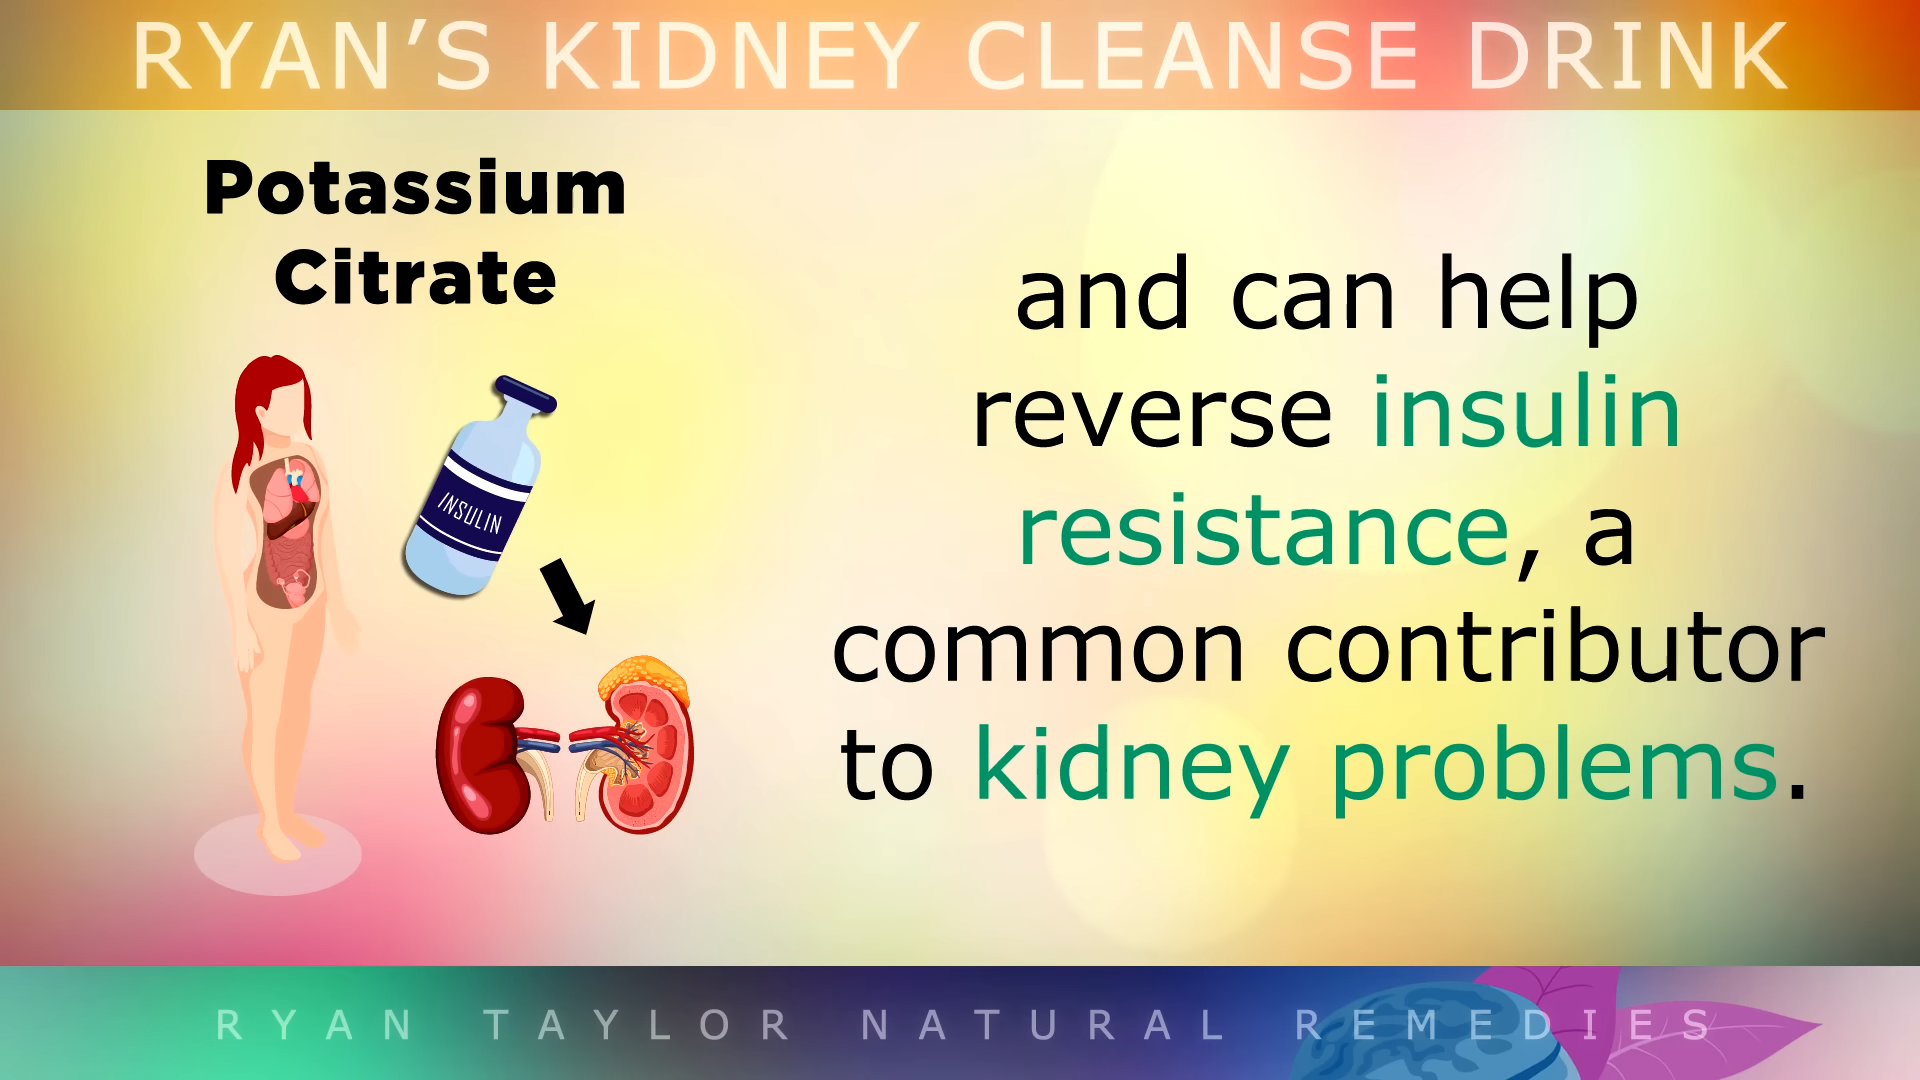 RYAN'S KIDNEY CLEANSE DRINK
Potassium
Citrate
INSULIN
and can help
reverse insulin
resistance, a
common contributor
to kidney problems.
RYAN TAYLOR NATURAL REMEDIES